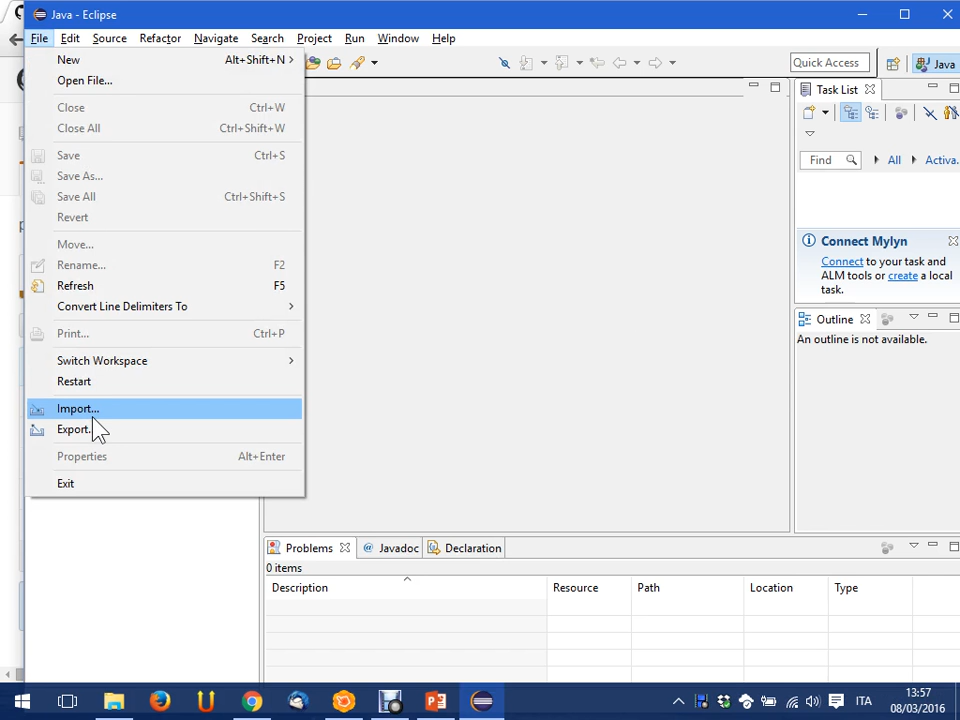 Java - Eclipse
File Edit Source Refactor Navigate Search Project Run Window Help
New Alt+Shift+N
Open File...
Close Ctrl+W
Close All Ctrl+Shift+W
Save Ctrl+S
Save As...
Save All Ctrl+Shift+S
Revert
Move...
Rename... F2
Refresh F5
Convert Line Delimiters To
Print... Ctrl+P
Switch Workspace
Restart
Import...
Export..
Properties Alt+Enter
Exit
Quick Access
Java
Task List
Find All Activa.
Connect Mylyn
Connect to your task and
ALM tools or create a local
task.
Outline
An outline is not available.
Problems Javadoc Declaration
0 items
Description Resource Path Location Type
ITA
13:57
08/03/2016